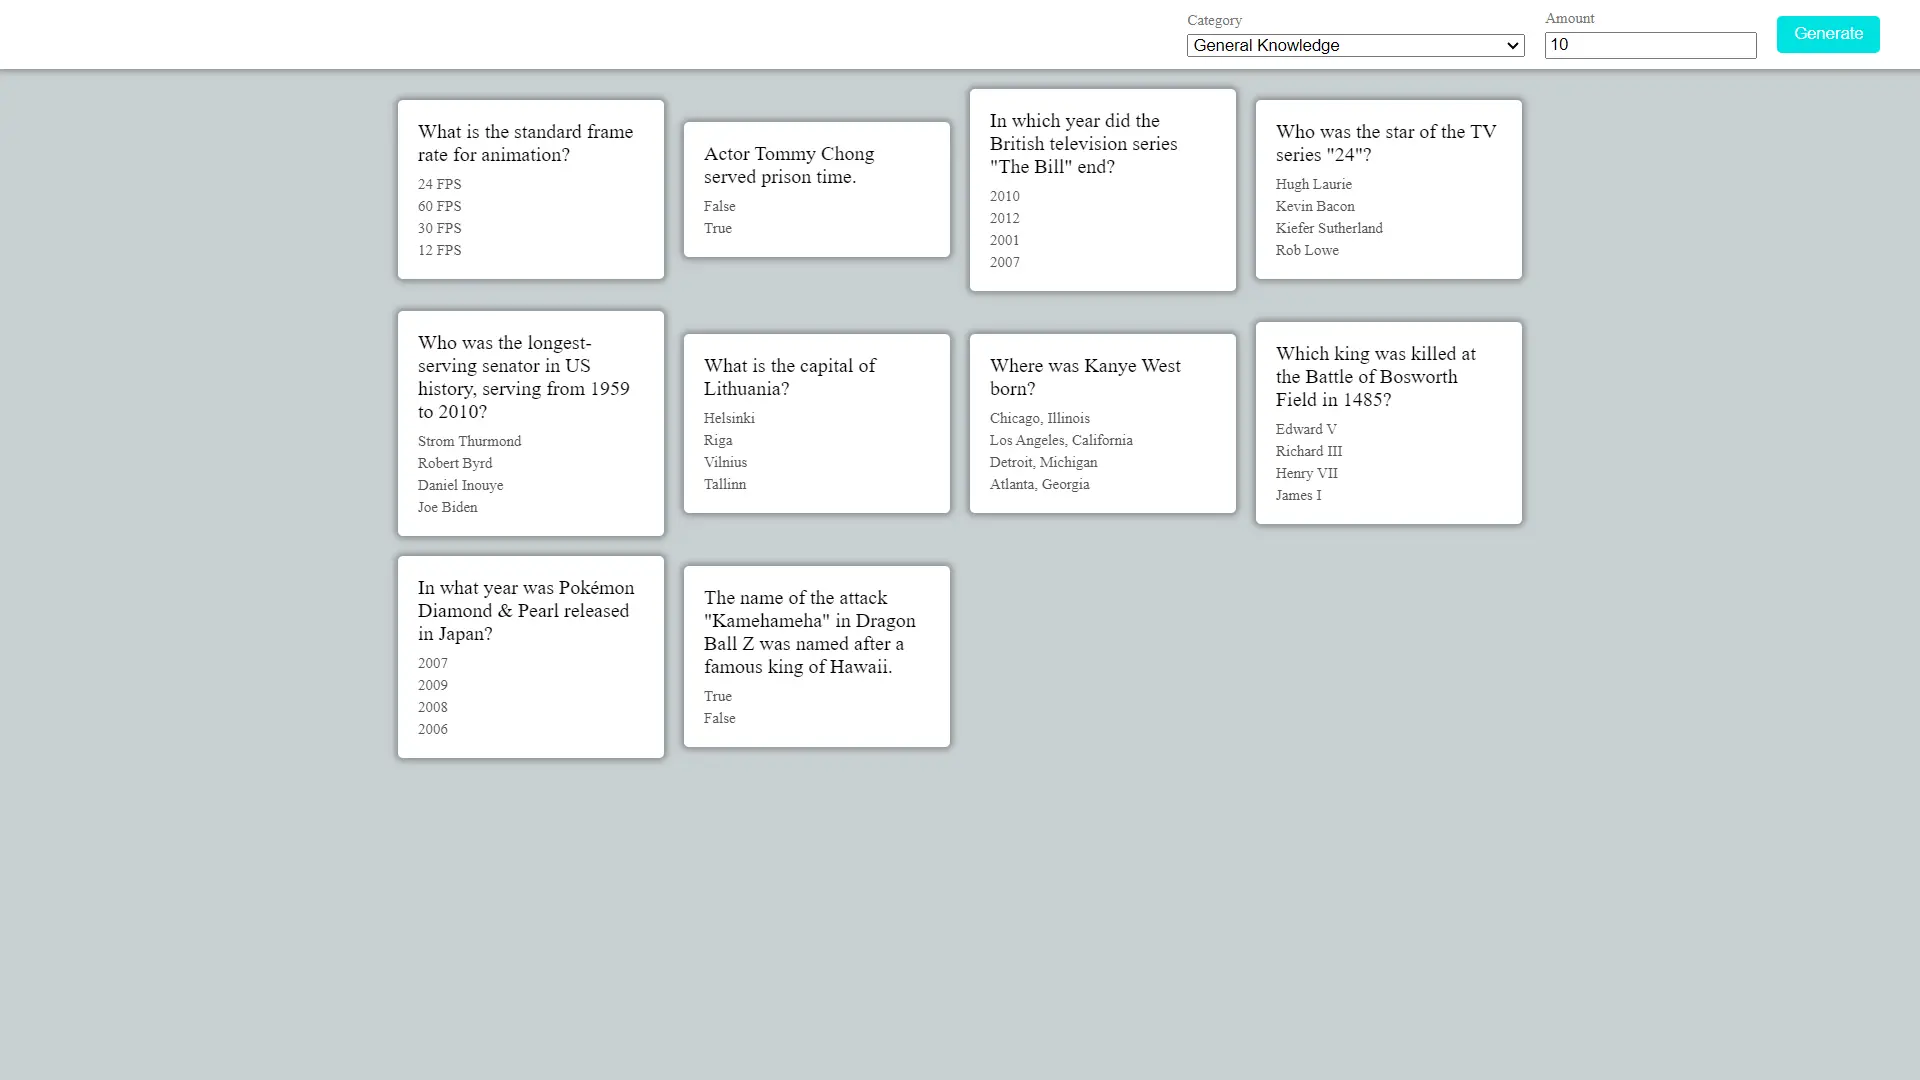 Category
General Knowledge
Amount
10
Generate
What is the standard frame
rate for animation?
24 FPS
60 FPS
30 FPS
12 FPS
Actor Tommy Chong
served prison time.
False
True
In which year did the
British television series
"The Bill" end?
2010
2012
2001
2007
Who was the star of the TV
series "24"?
Hugh Laurie
Kevin Bacon
Kiefer Sutherland
Rob Lowe
Who was the longest-
serving senator in US
history, serving from 1959
to 2010?
Strom Thurmond
Robert Byrd
Daniel Inouye
Joe Biden
What is the capital of
Lithuania?
Helsinki
Riga
Vilnius
Tallinn
Where was Kanye West
born?
Chicago, Illinois
Los Angeles, California
Detroit, Michigan
Atlanta, Georgia
Which king was killed at
the Battle of Bosworth
Field in 1485?
Edward V
Richard III
Henry VII
James I
In what year was Pokémon
Diamond & Pearl released
in Japan?
2007
2009
2008
2006
The name of the attack
"Kamehameha" in Dragon
Ball Z was named after a
famous king of Hawaii.
True
False